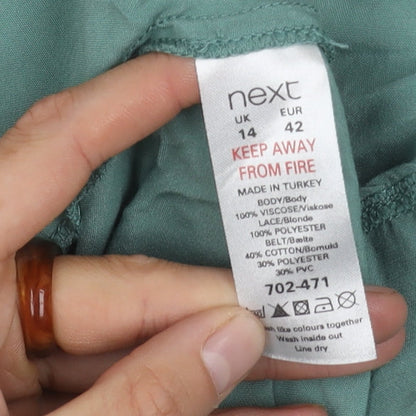 next
UK EUR
14 42
KEEP AWAY
FROM FIRE
MADE IN TURKEY
BODY/Body
100% VISCOSE/Viskose
LACE/Blonde
100% POLYESTER
BELT/Bælte
40% COTTON/Bomuld
30% POLYESTER
30% PVC
702-471
like colours together
Wash inside out
Line dry